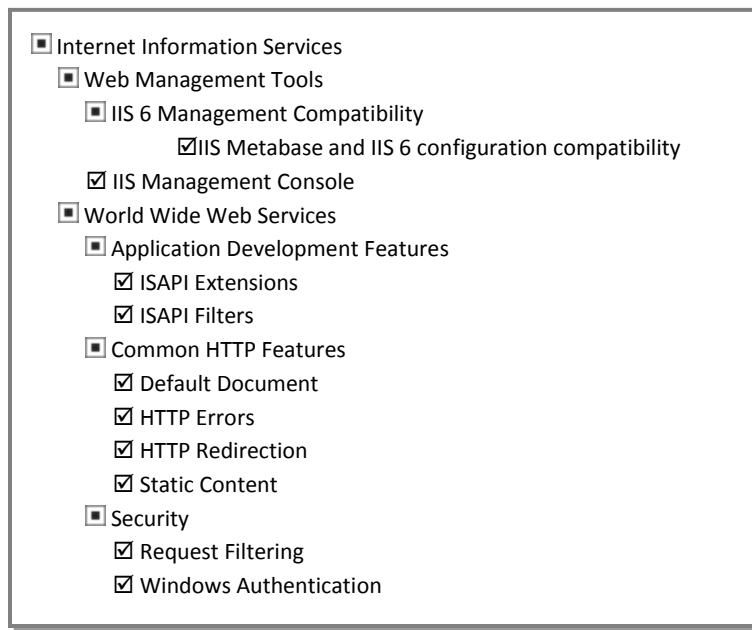 Internet Information Services
Web Management Tools
IIS 6 Management Compatibility
IIS Metabase and IIS 6 configuration compatibility
IIS Management Console
World Wide Web Services
Application Development Features
ISAPI Extensions
ISAPI Filters
Common HTTP Features
Default Document
HTTP Errors
HTTP Redirection
Static Content
Security
Request Filtering
Windows Authentication